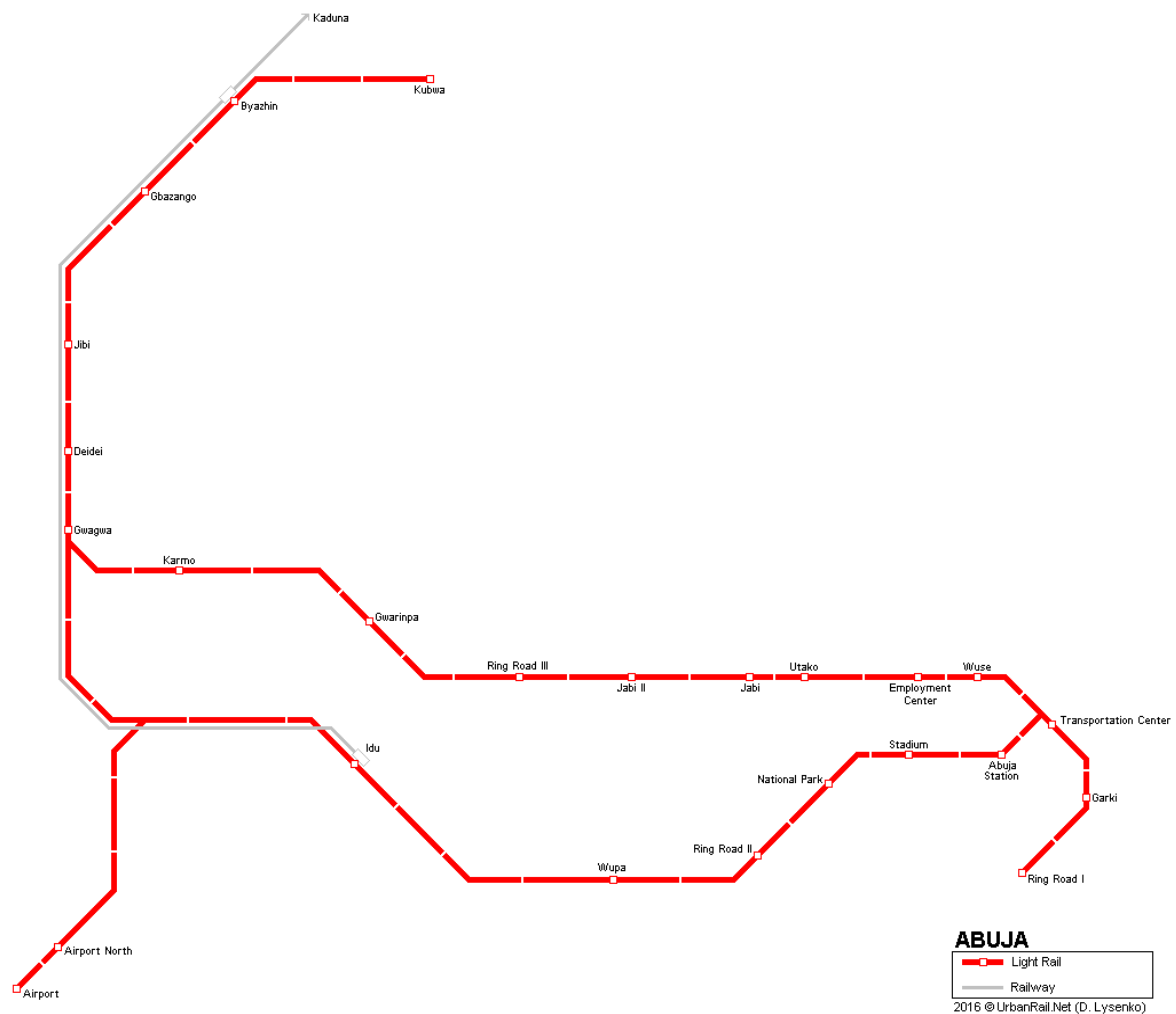 Kaduna
Kubwa
Byazhin
Gbazango
Jibi
Deidei
Gwagwa
Karmo
Gwarinpa
Ring Road III
Jabi II
Jabi
Utako
Employment
Center
Wuse
Transportation Center
Stadium
Abuja
Station
Idu
National Park
Garki
Ring Road II
Wupa
Ring Road I
Airport North
Airport
ABUJA
Light Rail
Railway
2016 © UrbanRail.Net (D. Lysenko)